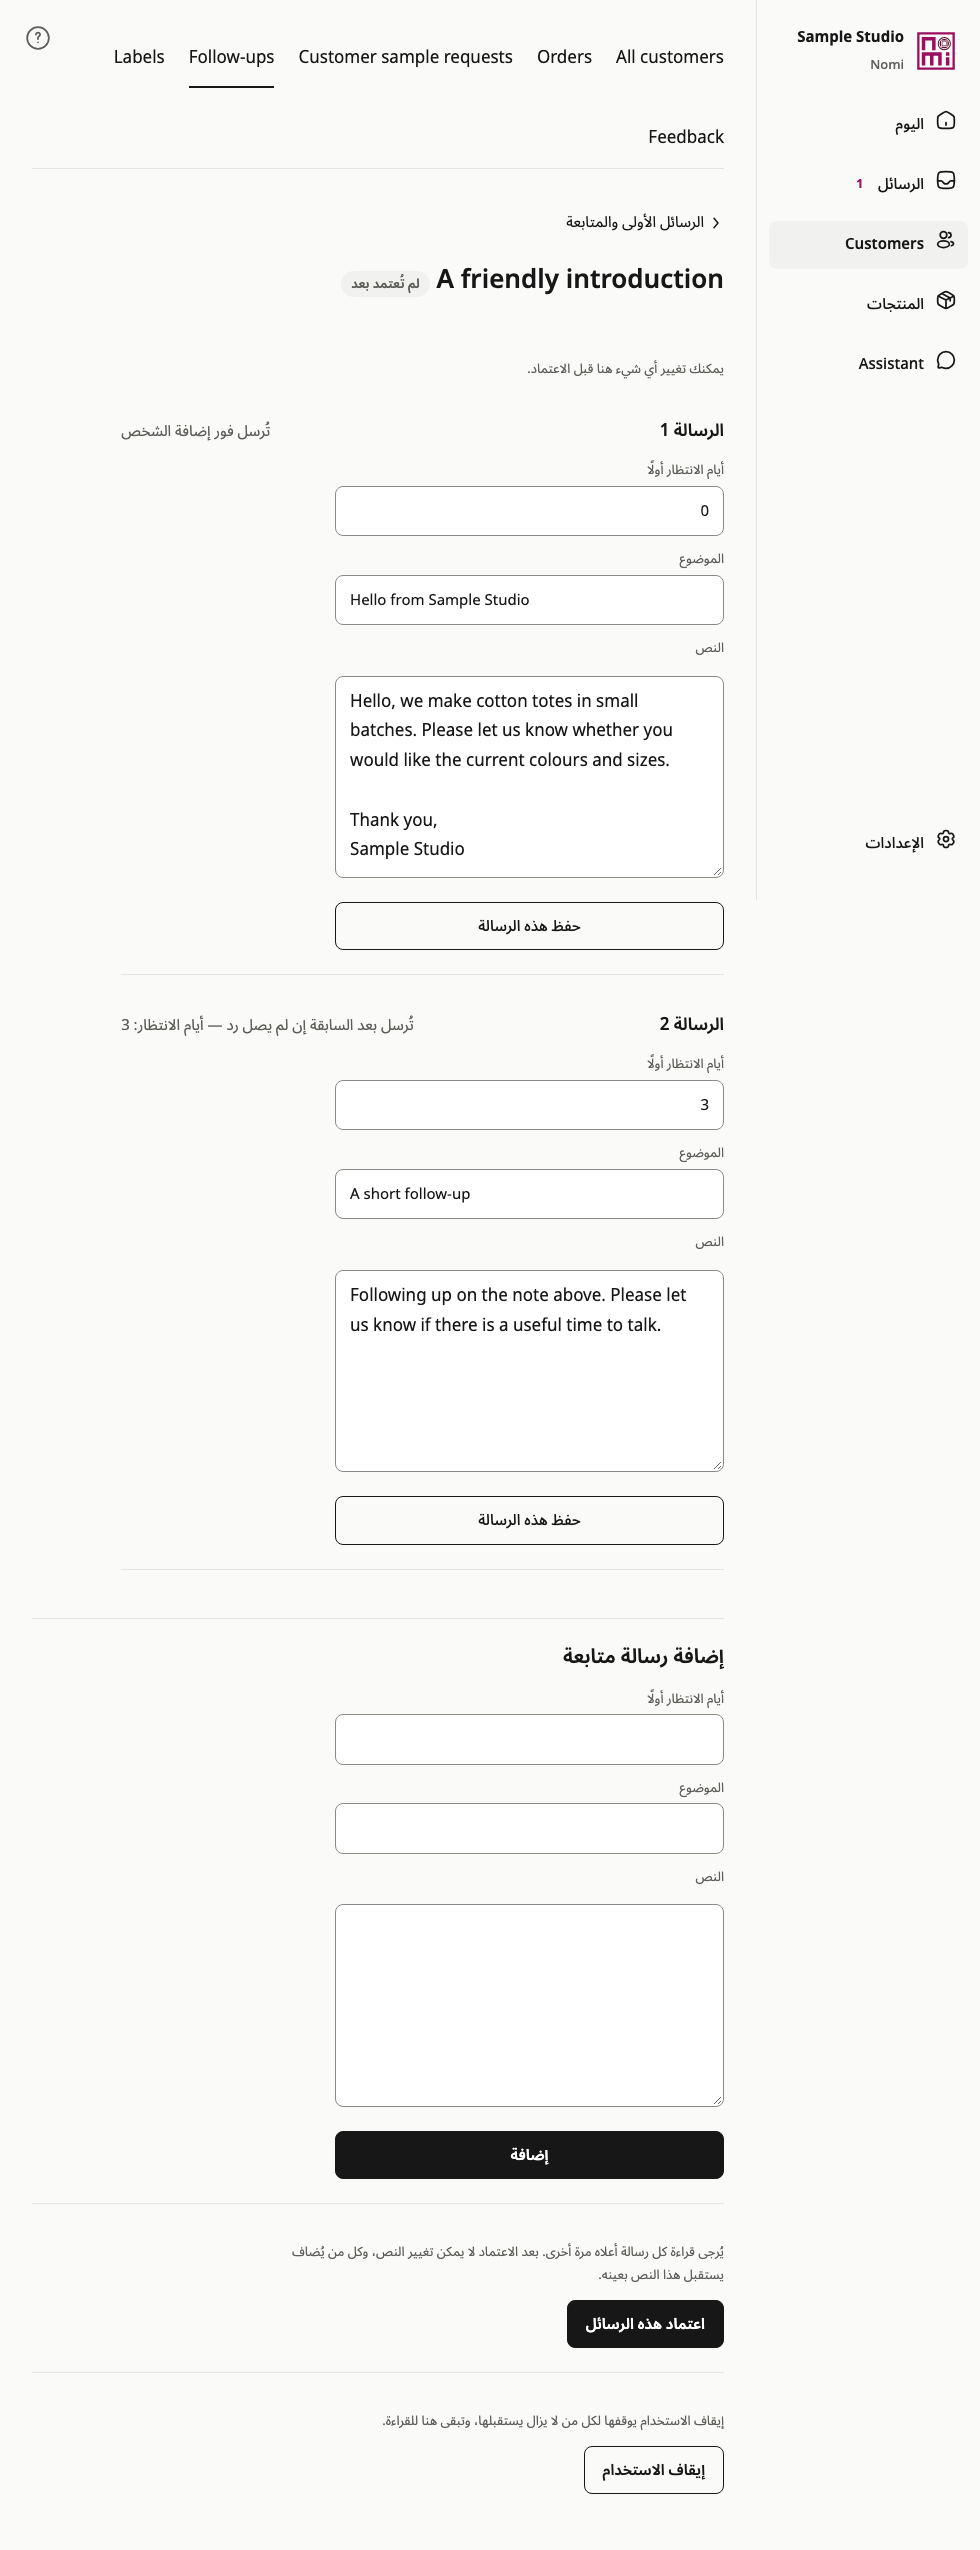 Sample Studio
Nomi
اليوم
الرسائل 1
Customers
المنتجات
Assistant
الإعدادات
All customers
Orders
Customer sample requests
Follow-ups
Labels
Feedback
الرسائل الأولى والمتابعة
A friendly introduction لم تُعتمد بعد
يمكنك تغيير أي شيء هنا قبل الاعتماد.
الرسالة 1
تُرسل فور إضافة الشخص
أيام الانتظار أولًا
0
الموضوع
Hello from Sample Studio
النص
Hello, we make cotton totes in small
batches. Please let us know whether you
would like the current colours and sizes.
Thank you,
Sample Studio
حفظ هذه الرسالة
الرسالة 2
تُرسل بعد السابقة إن لم يصل رد — أيام الانتظار: 3
أيام الانتظار أولًا
3
الموضوع
A short follow-up
النص
Following up on the note above. Please let
us know if there is a useful time to talk.
حفظ هذه الرسالة
إضافة رسالة متابعة
أيام الانتظار أولًا
الموضوع
النص
إضافة
يُرجى قراءة كل رسالة أعلاه مرة أخرى. بعد الاعتماد لا يمكن تغيير النص، وكل من يُضاف
يستقبل هذا النص بعينه.
اعتماد هذه الرسائل
إيقاف الاستخدام يوقفها لكل من لا يزال يستقبلها، وتبقى هنا للقراءة.
إيقاف الاستخدام